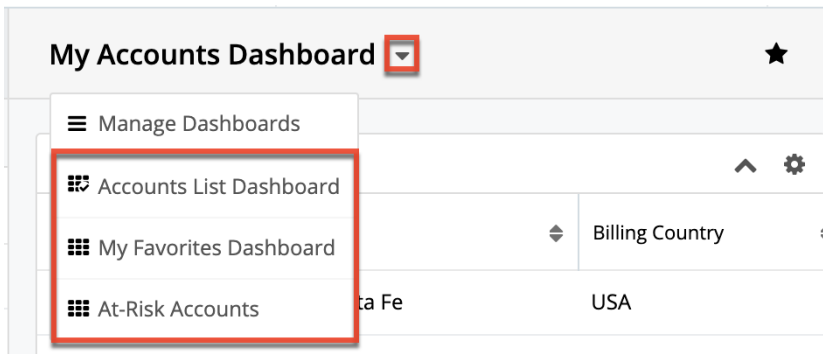 My Accounts Dashboard
Manage Dashboards
Accounts List Dashboard
My Favorites Dashboard
Billing Country
At-Risk Accounts
ta Fe
USA